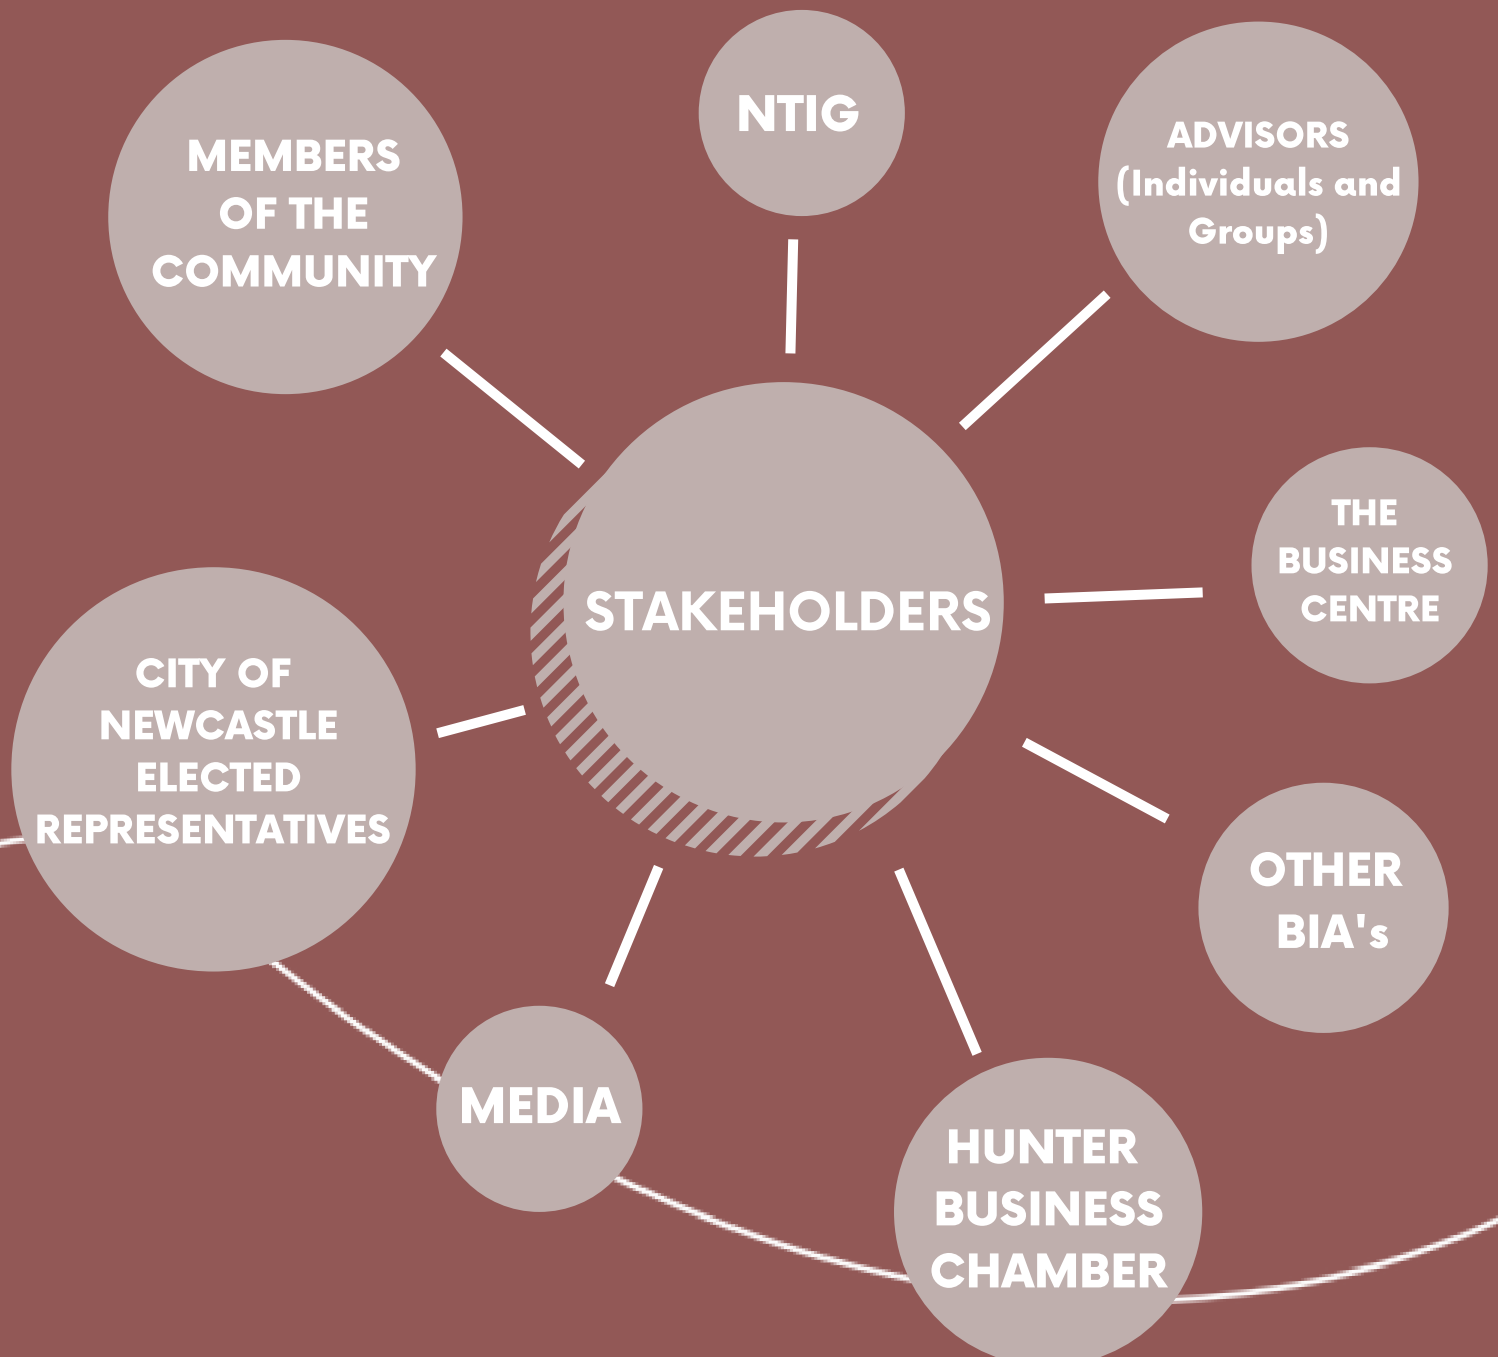 NTIG
MEMBERS
OF THE
COMMUNITY
ADVISORS
(Individuals and
Groups)
THE
BUSINESS
CENTRE
STAKEHOLDERS
CITY OF
NEWCASTLE
ELECTED
REPRESENTATIVES
OTHER
BIA's
MEDIA
HUNTER
BUSINESS
CHAMBER